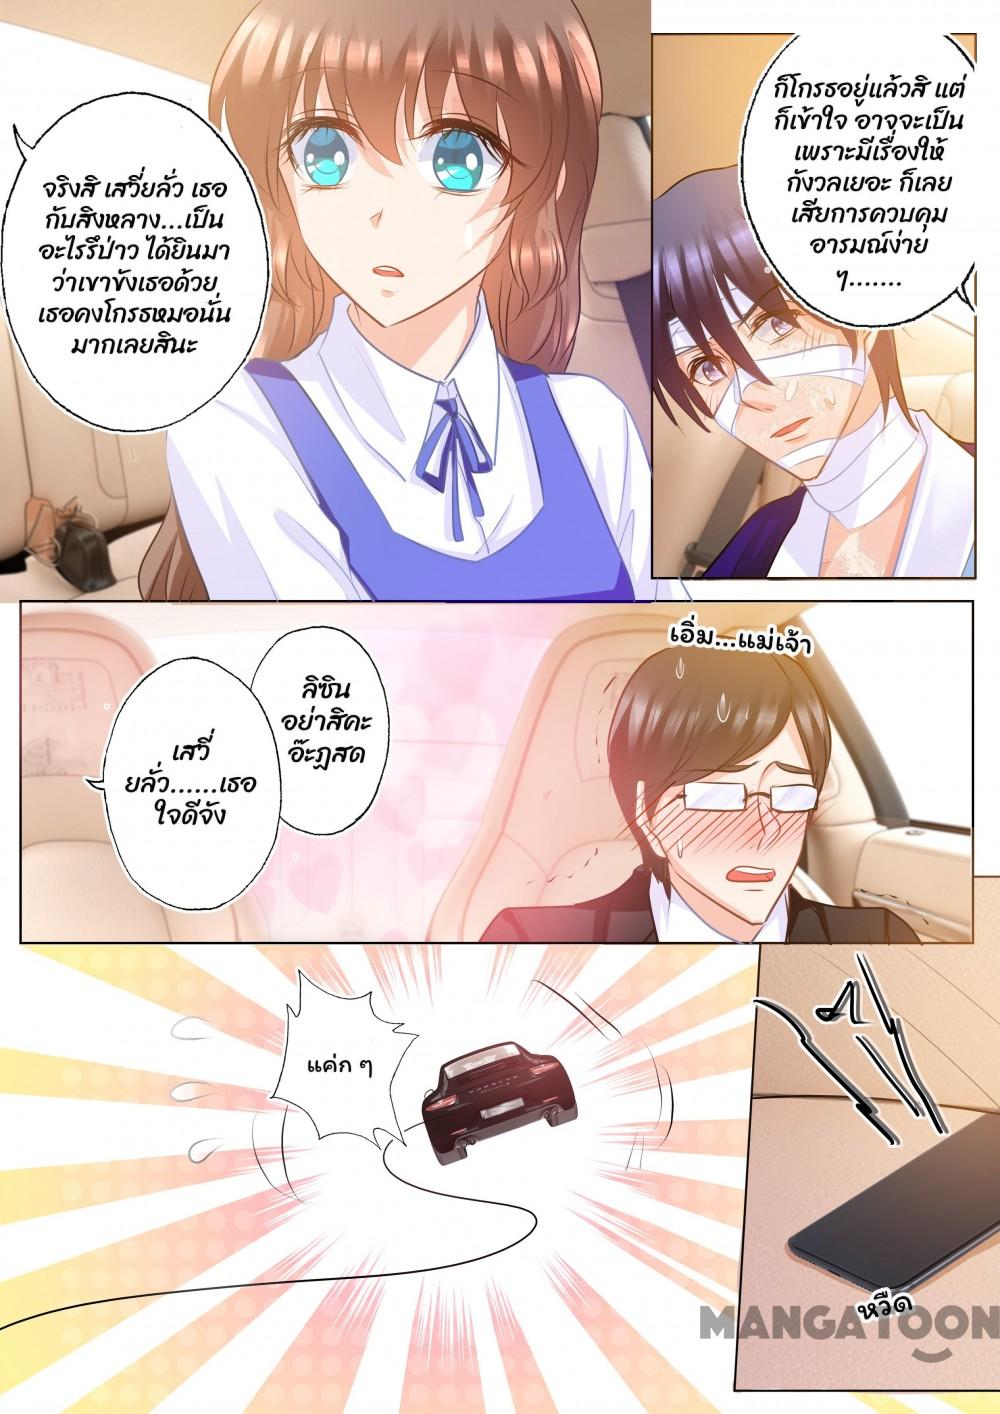 จริงสิ เสวี่ยลั่ว เธอ
กับสิงหลาง...เป็น
อะไรรึป่าว ได้ยินมา
ว่าเขาขังเธอด้วย
เธอคงโกรธหมอนั่น
มากเลยสินะ
ก็โกรธอยู่แล้วสิ แต่
ก็เข้าใจ อาจจะเป็น
เพราะมีเรื่องให้
กังวลเยอะ ก็เลย
เสียการควบคุม
อารมณ์ง่าย
ๆ.......
เอิ่ม...แม่เจ้า
ลิซิน
อย่าสิคะ
อ๊ะฎสด
เสวี่
ยลั่ว......เธอ
ใจดีจัง
แค่ก ๆ
PORSCHE
หวืด
MANGATOON